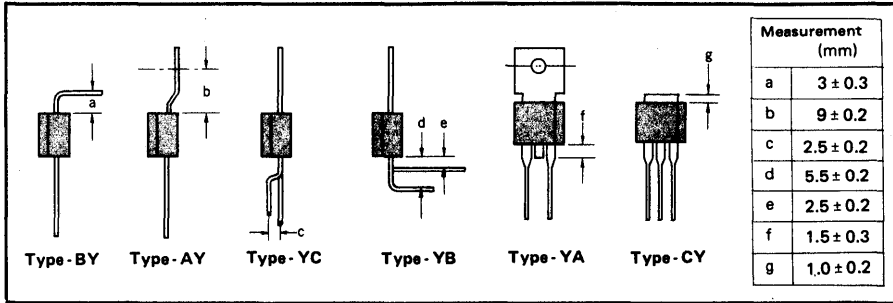 a
b
c
d
e
f
g
Type-BY
Type-AY
Type-YC
Type-YB
Type-YA
Type-CY
Measurement
(mm)
a 3 ± 0.3
b 9 ± 0.2
c 2.5 ± 0.2
d 5.5 ± 0.2
e 2.5 ± 0.2
f 1.5 ± 0.3
g 1.0 ± 0.2